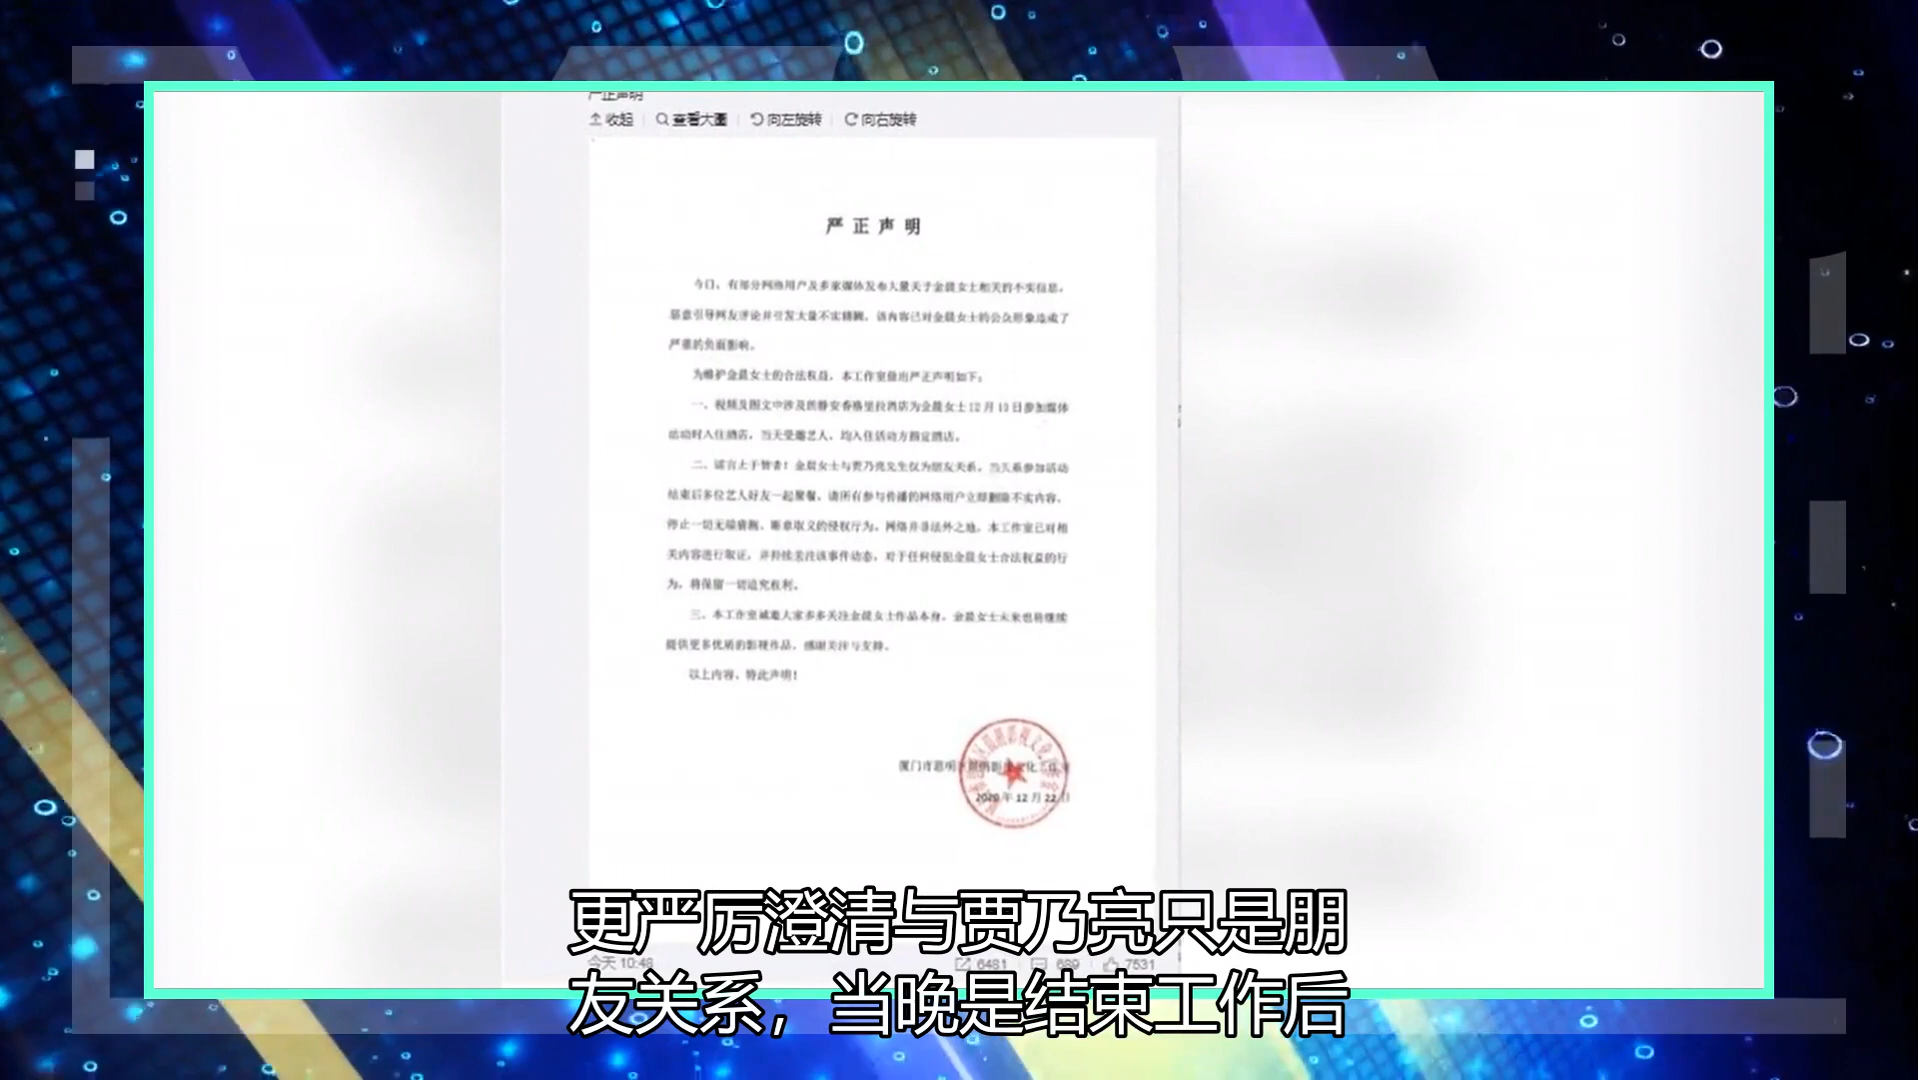 严正声明
收起 查看大图 向左旋转 向右旋转
严正声明
今日，有部分网络用户及多家媒体发布大量关于金晨女士相关的不实信息，
恶意引导网友评论并引发大量不实猜测，该内容已对金晨女士的公众形象造成了
严重的负面影响。
为维护金晨女士的合法权益，本工作室做出严正声明如下：
一、视频及图文中涉及的静安香格里拉酒店为金晨女士12月10日参加媒体
活动时入住酒店，当天受邀艺人，均入住活动方指定酒店。
二、谣言止于智者！金晨女士与贾乃亮先生仅为朋友关系，当天系参加活动
结束后多位艺人好友一起聚餐，请所有参与传播的网络用户立即删除不实内容，
停止一切无端猜测、断章取义的侵权行为，网络并非法外之地，本工作室已对相
关内容进行取证，并持续关注该事件动态，对于任何侵犯金晨女士合法权益的行
为，将保留一切追究权利。
三、本工作室诚邀大家多多关注金晨女士作品本身，金晨女士未来也将继续
提供更多优质的影视作品，感谢关注与支持。
以上内容，特此声明！
厦门市思明
2020年12月22日
今天 10:48 6481 689 7531
更严厉澄清与贾乃亮只是朋
友关系，当晚是结束工作后